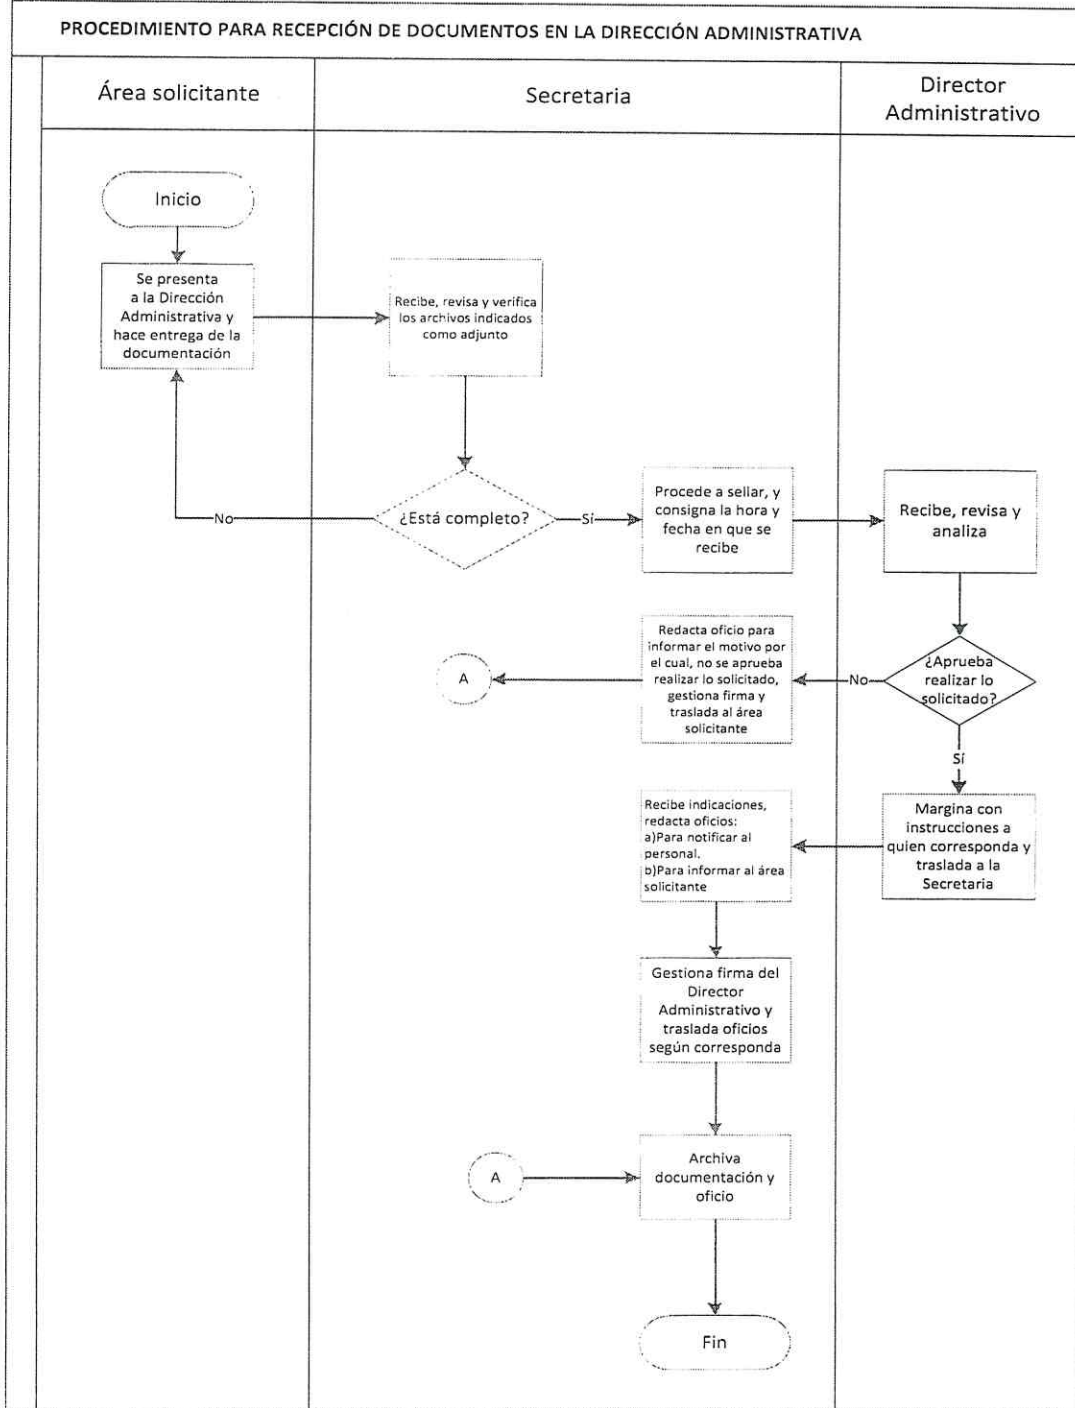 PROCEDIMIENTO PARA RECEPCIÓN DE DOCUMENTOS EN LA DIRECCIÓN ADMINISTRATIVA
Área solicitante
Secretaria
Director
Administrativo
Inicio
Se presenta
a la Dirección
Administrativa y
hace entrega de la
documentación
Recibe, revisa y verifica
los archivos indicados
como adjunto
¿Está completo?
No
Sí
Procede a sellar, y
consigna la hora y
fecha en que se
recibe
Recibe, revisa y
analiza
¿Aprueba
realizar lo
solicitado?
No
Redacta oficio para
informar el motivo por
el cual, no se aprueba
realizar lo solicitado,
gestiona firma y
traslada al área
solicitante
A
Sí
Margina con
instrucciones a
quien corresponda y
traslada a la
Secretaria
Recibe indicaciones,
redacta oficios:
a)Para notificar al
personal.
b)Para informar al área
solicitante
Gestiona firma del
Director
Administrativo y
traslada oficios
según corresponda
A
Archiva
documentación y
oficio
Fin